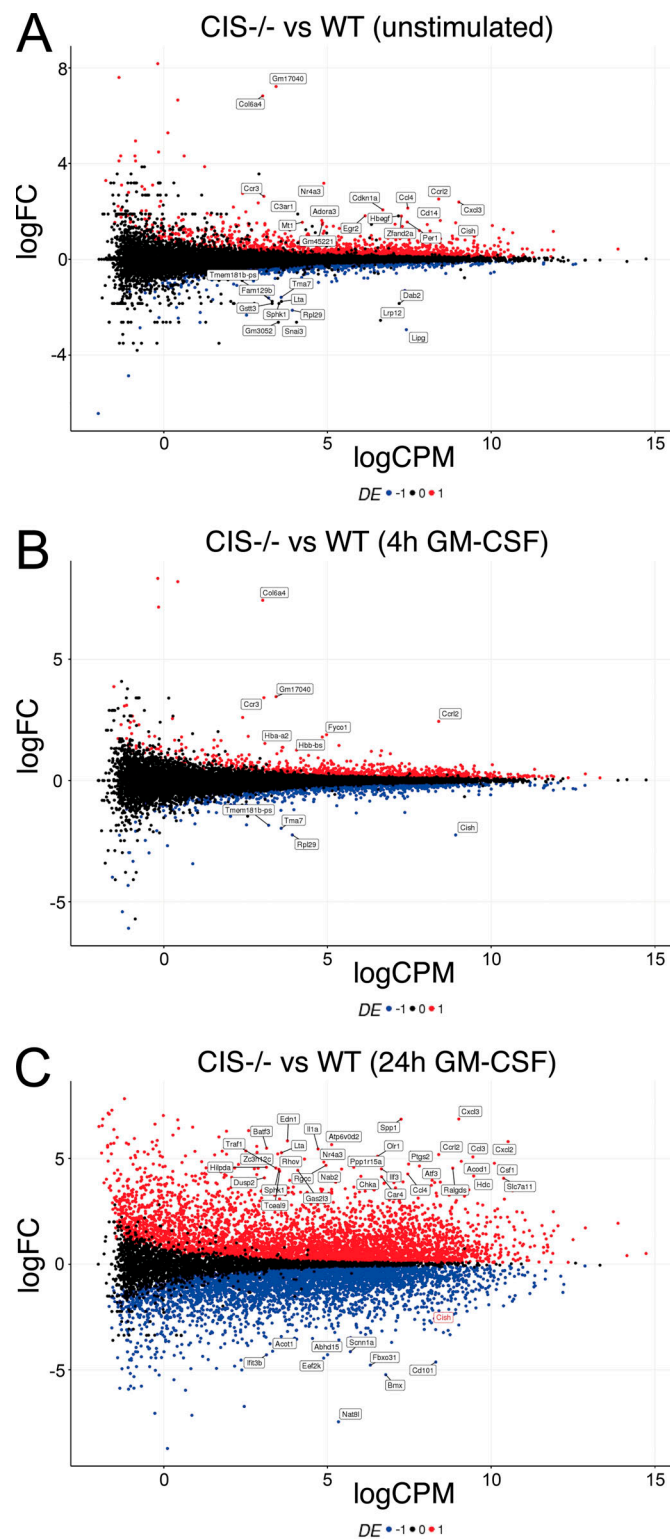 A
CIS-/- vs WT (unstimulated)
8
4
0
-4
logFC
Gm17040
Col6a4
Ccr3
Nr4a3
Cdkn1a
Ccl4
Ccrl2
C3ar1
Adora3
Hbegf
Cd14
Cxcl3
Mt1
Egr2
Zfand2a
Per1
Cish
Gm45221
Tmem181b-ps
Tma7
Fam129b
Lta
Dab2
Gstt3
Sphk1
Rpl29
Lrp12
Gm3052
Snai3
Lipg
0
5
10
15
logCPM
DE -1 0 1
B
CIS-/- vs WT (4h GM-CSF)
5
0
-5
logFC
Col6a4
Gm17040
Ccr3
Fyco1
Ccrl2
Hba-a2
Hbb-bs
Tmem181b-ps
Tma7
Rpl29
Cish
0
5
10
15
logCPM
DE -1 0 1
C
CIS-/- vs WT (24h GM-CSF)
5
0
-5
logFC
Edn1
Spp1
Cxcl3
Batf3
Il1a
Atp6v0d2
Traf1
Lta
Olr1
Ccrl2
Ccl3
Cxcl2
Zc3h12c
Nr4a3
Ptgs2
Hilpda
Rhov
Ppp1r15a
Acod1
Csf1
Sphk1
Rgcc
Nab2
Ilf3
Atf3
Dusp2
Chka
Hdc
Slc7a11
Tceal9
Gas2l3
Car4
Ccl4
Ralgds
Cish
Acot1
Abhd15
Scnn1a
Ifit3b
Eef2k
Fbxo31
Cd101
Bmx
Nat8l
0
5
10
15
logCPM
DE -1 0 1